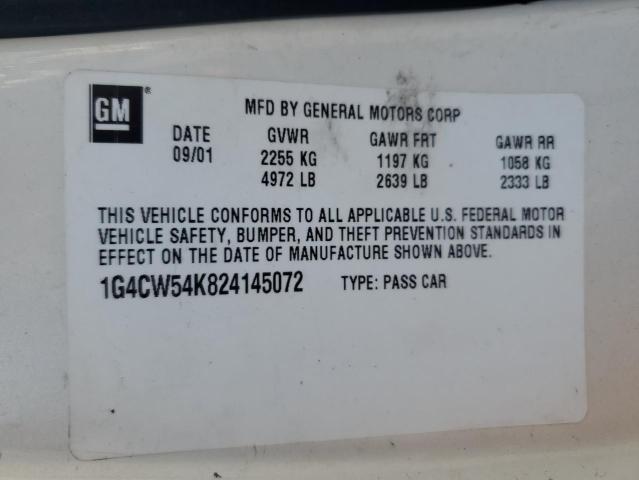 GM®
MFD BY GENERAL MOTORS CORP
DATE GVWR GAWR FRT GAWR RR
09/01 2255 KG 1197 KG 1058 KG
4972 LB 2639 LB 2333 LB
THIS VEHICLE CONFORMS TO ALL APPLICABLE U.S. FEDERAL MOTOR
VEHICLE SAFETY, BUMPER, AND THEFT PREVENTION STANDARDS IN
EFFECT ON THE DATE OF MANUFACTURE SHOWN ABOVE.
1G4CW54K824145072 TYPE: PASS CAR